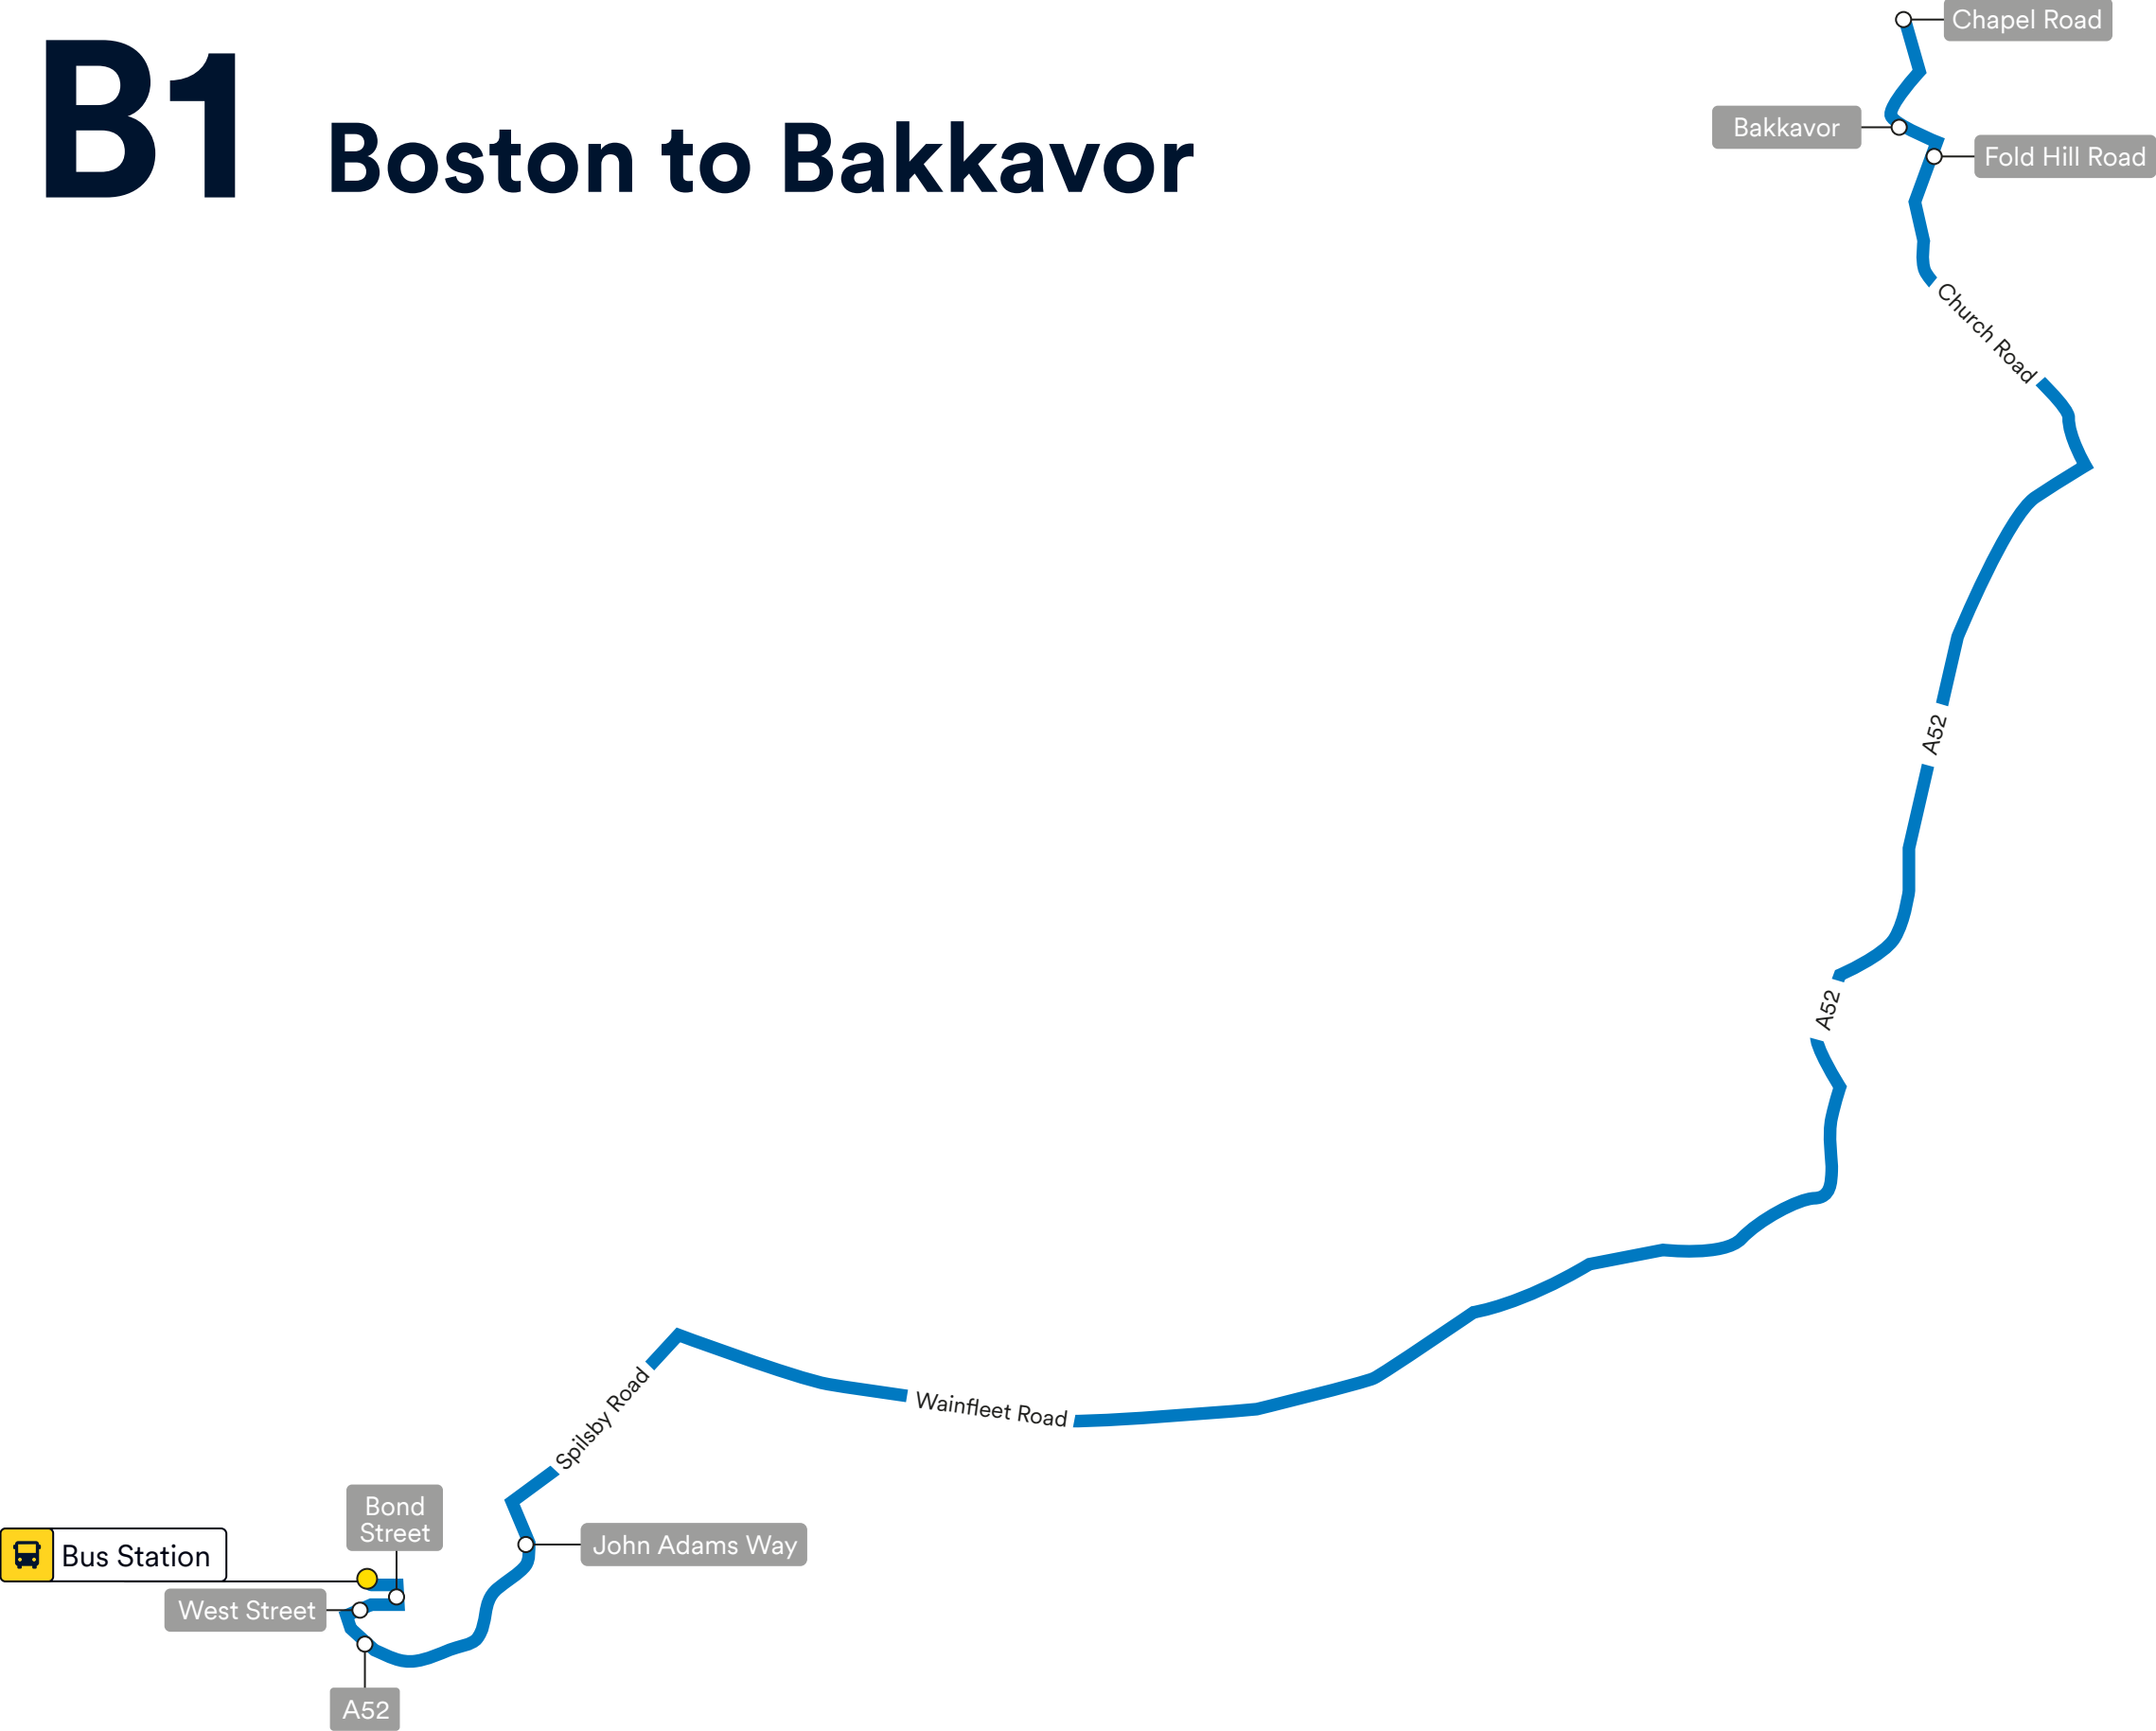 B1
Boston to Bakkavor
Chapel Road
Bakkavor
Fold Hill Road
Church Road
A52
A52
Spilsby Road
Wainfleet Road
Bond
Street
John Adams Way
Bus Station
West Street
A52